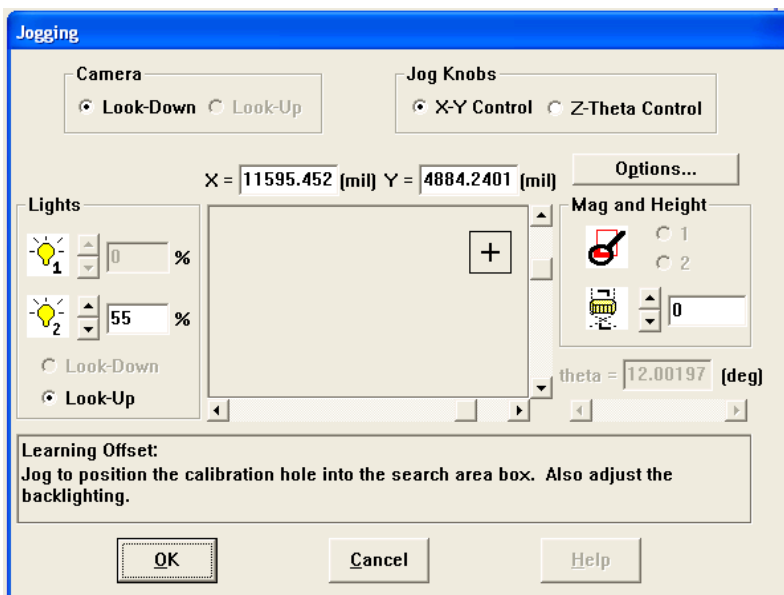 Jogging
Camera
Look-Down Look-Up
Jog Knobs
X-Y Control Z-Theta Control
X = 11595.452 (mil) Y = 4884.2401 (mil)
Options...
Lights
1 0 %
2 55 %
Look-Down
Look-Up
Mag and Height
1
2
0
theta = 12.00197 (deg)
Learning Offset:
Jog to position the calibration hole into the search area box. Also adjust the
backlighting.
OK Cancel Help